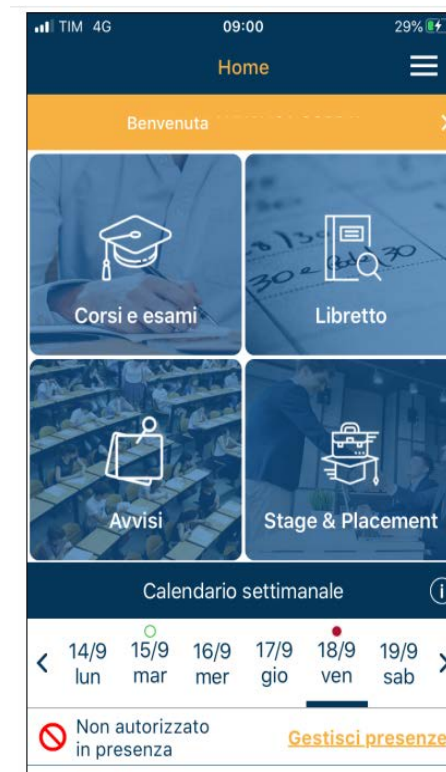 TIM 4G 09:00 29%
Home
Benvenuta
Corsi e esami
Libretto
Avvisi
Stage & Placement
Calendario settimanale
14/9 15/9 16/9 17/9 18/9 19/9
lun mar mer gio ven sab
Non autorizzato
in presenza
Gestisci presenze